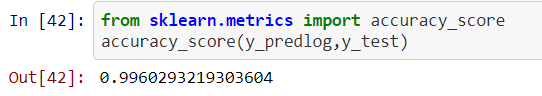 In [42]: from sklearn.metrics import accuracy_score
accuracy_score(y_predlog,y_test)
Out[42]: 0.9960293219303604